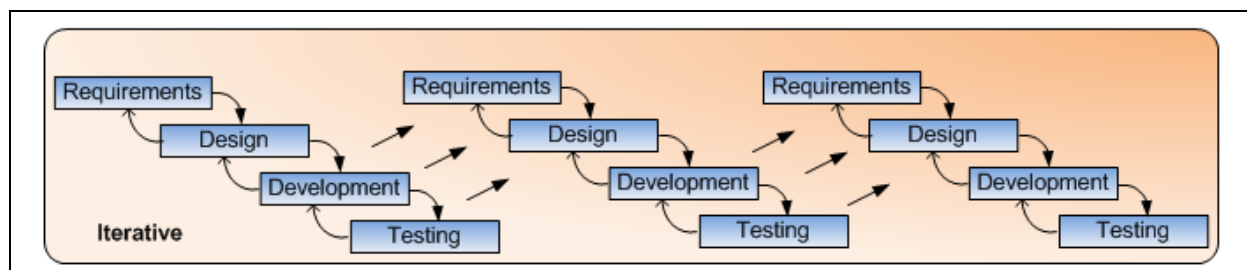 Requirements
Design
Development
Testing
Requirements
Design
Development
Testing
Requirements
Design
Development
Testing
Iterative